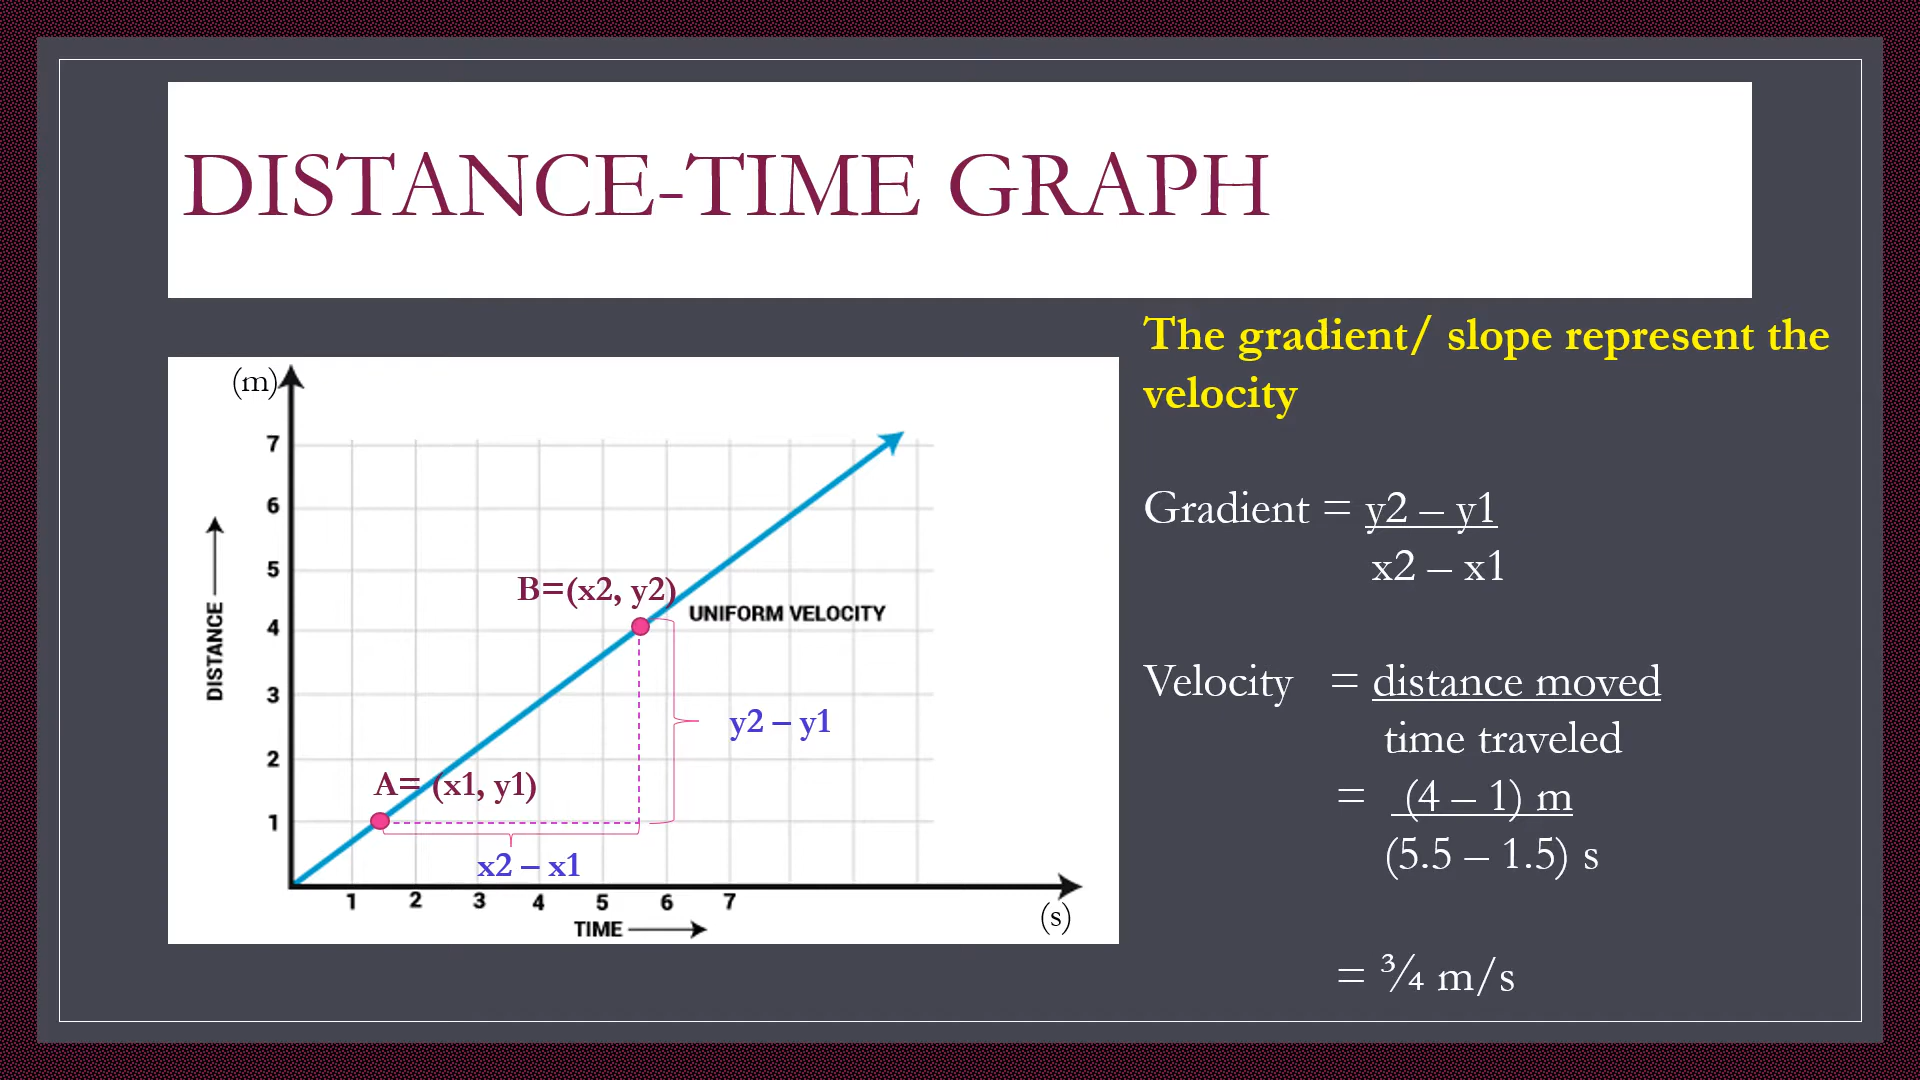 DISTANCE-TIME GRAPH
The gradient/ slope represent the
velocity
Gradient = y2 – y1
x2 – x1
Velocity = distance moved
time traveled
= (4 – 1) m
(5.5 – 1.5) s
= ¾ m/s
(m)
7
6
5
4
3
2
1
DISTANCE
B=(x2, y2)
UNIFORM VELOCITY
y2 – y1
A= (x1, y1)
x2 – x1
1 2 3 4 5 6 7
TIME
(s)